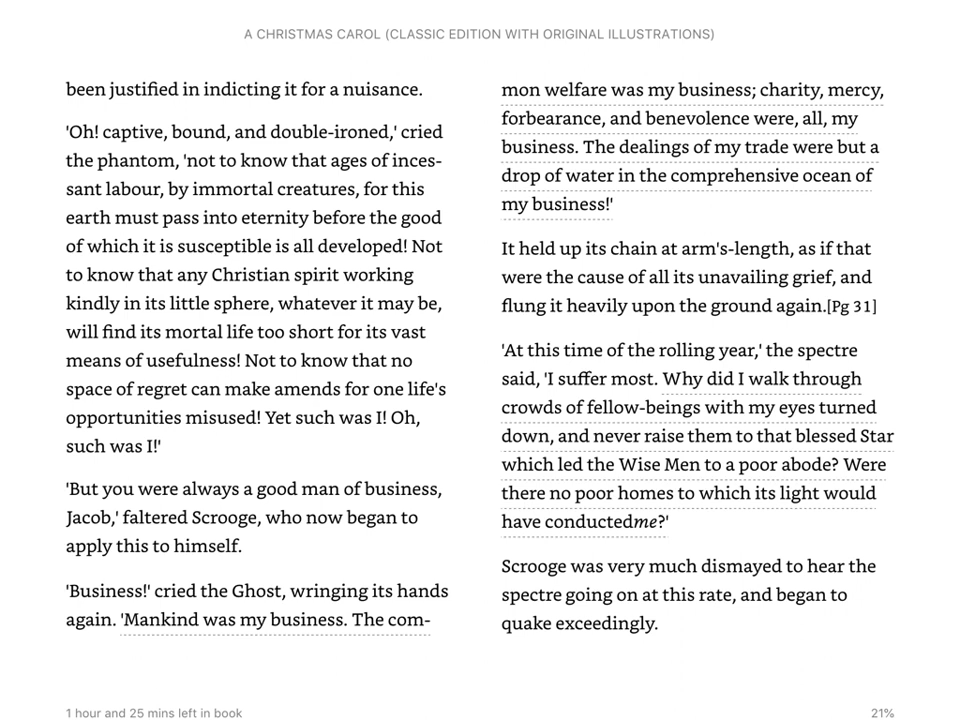 A CHRISTMAS CAROL (CLASSIC EDITION WITH ORIGINAL ILLUSTRATIONS)
been justified in indicting it for a nuisance.
'Oh! captive, bound, and double-ironed,' cried
the phantom, 'not to know that ages of inces-
sant labour, by immortal creatures, for this
earth must pass into eternity before the good
of which it is susceptible is all developed! Not
to know that any Christian spirit working
kindly in its little sphere, whatever it may be,
will find its mortal life too short for its vast
means of usefulness! Not to know that no
space of regret can make amends for one life's
opportunities misused! Yet such was I! Oh,
such was I!'
'But you were always a good man of business,
Jacob,' faltered Scrooge, who now began to
apply this to himself.
'Business!' cried the Ghost, wringing its hands
again. 'Mankind was my business. The com-
mon welfare was my business; charity, mercy,
forbearance, and benevolence were, all, my
business. The dealings of my trade were but a
drop of water in the comprehensive ocean of
my business!'
It held up its chain at arm's-length, as if that
were the cause of all its unavailing grief, and
flung it heavily upon the ground again.[Pg 31]
'At this time of the rolling year,' the spectre
said, 'I suffer most. Why did I walk through
crowds of fellow-beings with my eyes turned
down, and never raise them to that blessed Star
which led the Wise Men to a poor abode? Were
there no poor homes to which its light would
have conductedme?'
Scrooge was very much dismayed to hear the
spectre going on at this rate, and began to
quake exceedingly.
1 hour and 25 mins left in book
21%